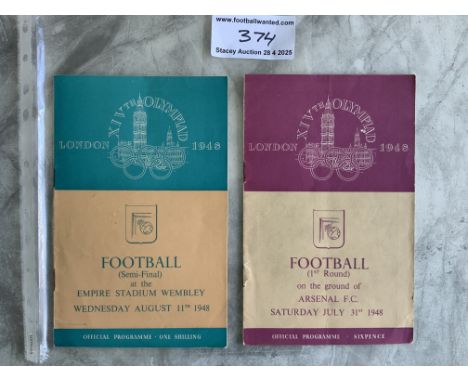 www.footballwanted.com
374
Stacey Auction 28 4 2025
XIVTH OLYMPIAD
LONDON 1948
FOOTBALL
(Semi-Final)
at the
EMPIRE STADIUM WEMBLEY
WEDNESDAY AUGUST 11TH 1948
OFFICIAL PROGRAMME · ONE SHILLING
XIVTH OLYMPIAD
LONDON 1948
FOOTBALL
(1st Round)
on the ground of
ARSENAL F.C.
SATURDAY JULY 31st 1948
OFFICIAL PROGRAMME · SIXPENCE